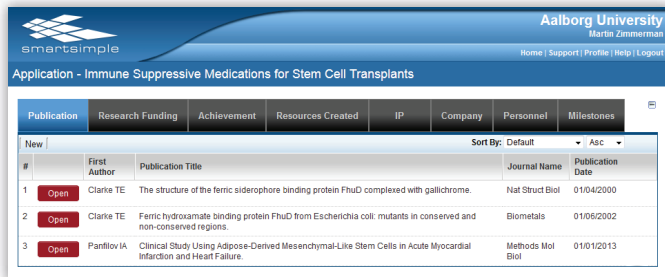 Aalborg University
smartsimple
Martin Zimmerman
Home | Support | Profile | Help | Logout
Application - Immune Suppressive Medications for Stem Cell Transplants
Publication Research Funding Achievement Resources Created IP Company Personnel Milestones
New Sort By: Default Asc
# First Author Publication Title Journal Name Publication Date
1 Open Clarke TE The structure of the ferric siderophore binding protein FhuD complexed with gallichrome. Nat Struct Biol 01/04/2000
2 Open Clarke TE Ferric hydroxamate binding protein FhuD from Escherichia coli: mutants in conserved and Biometals 01/06/2002
non-conserved regions.
3 Open Panfilov IA Clinical Study Using Adipose-Derived Mesenchymal-Like Stem Cells in Acute Myocardial Methods Mol 01/01/2013
Infarction and Heart Failure. Biol